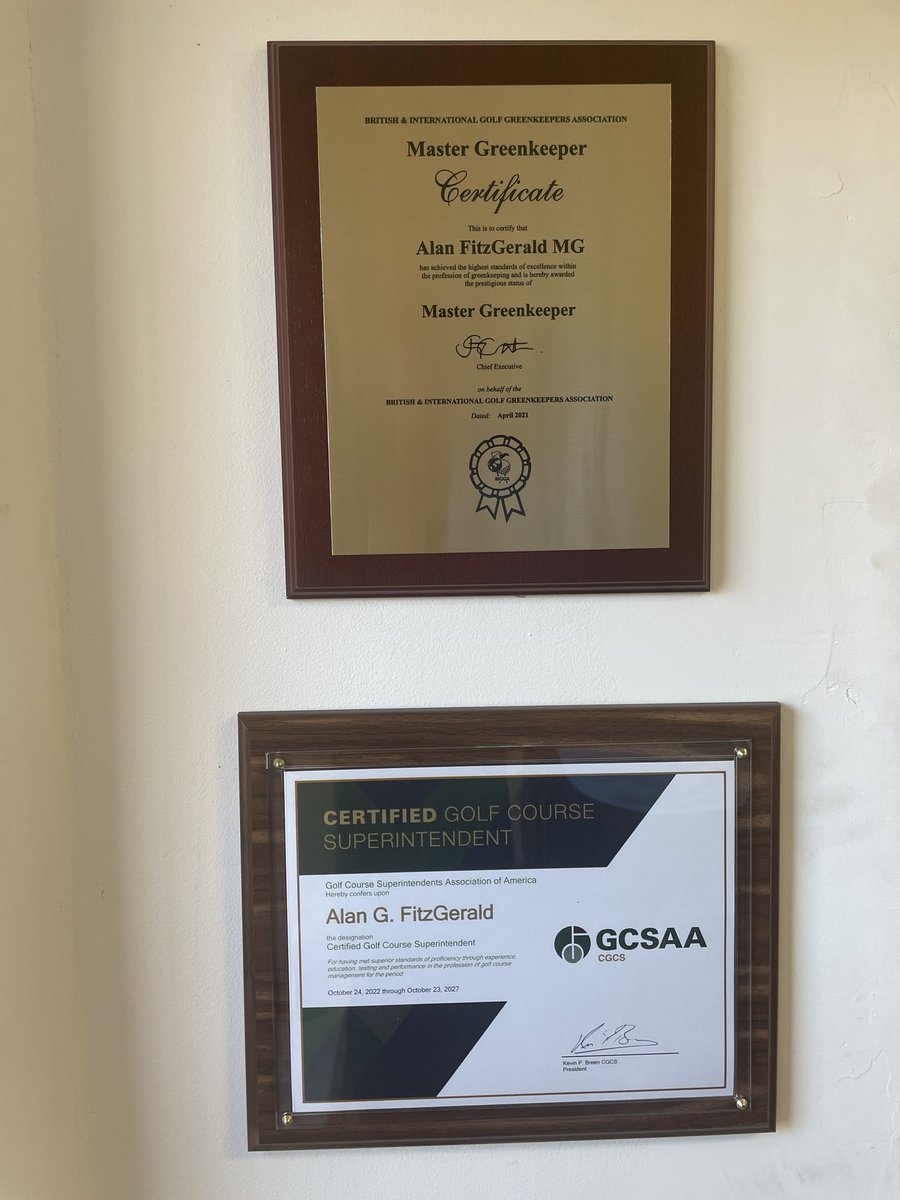 BRITISH & INTERNATIONAL GOLF GREENKEEPERS ASSOCIATION
Master Greenkeeper
Certificate
This is to certify that
Alan FitzGerald MG
has achieved the highest standards of excellence within
the profession of greenkeeping and is hereby awarded
the prestigious status of
Master Greenkeeper
Chief Executive
on behalf of the
BRITISH & INTERNATIONAL GOLF GREENKEEPERS ASSOCIATION
Dated: April 2021
BIGGA
CERTIFIED GOLF COURSE
SUPERINTENDENT
Golf Course Superintendents Association of America
Hereby confers upon
Alan G. FitzGerald
the designation
Certified Golf Course Superintendent
For having met superior standards of proficiency through experience,
education, testing and performance in the profession of golf course
management for the period
October 24, 2022 through October 23, 2027
GCSAA
CGCS
Kevin P. Breen CGCS
President